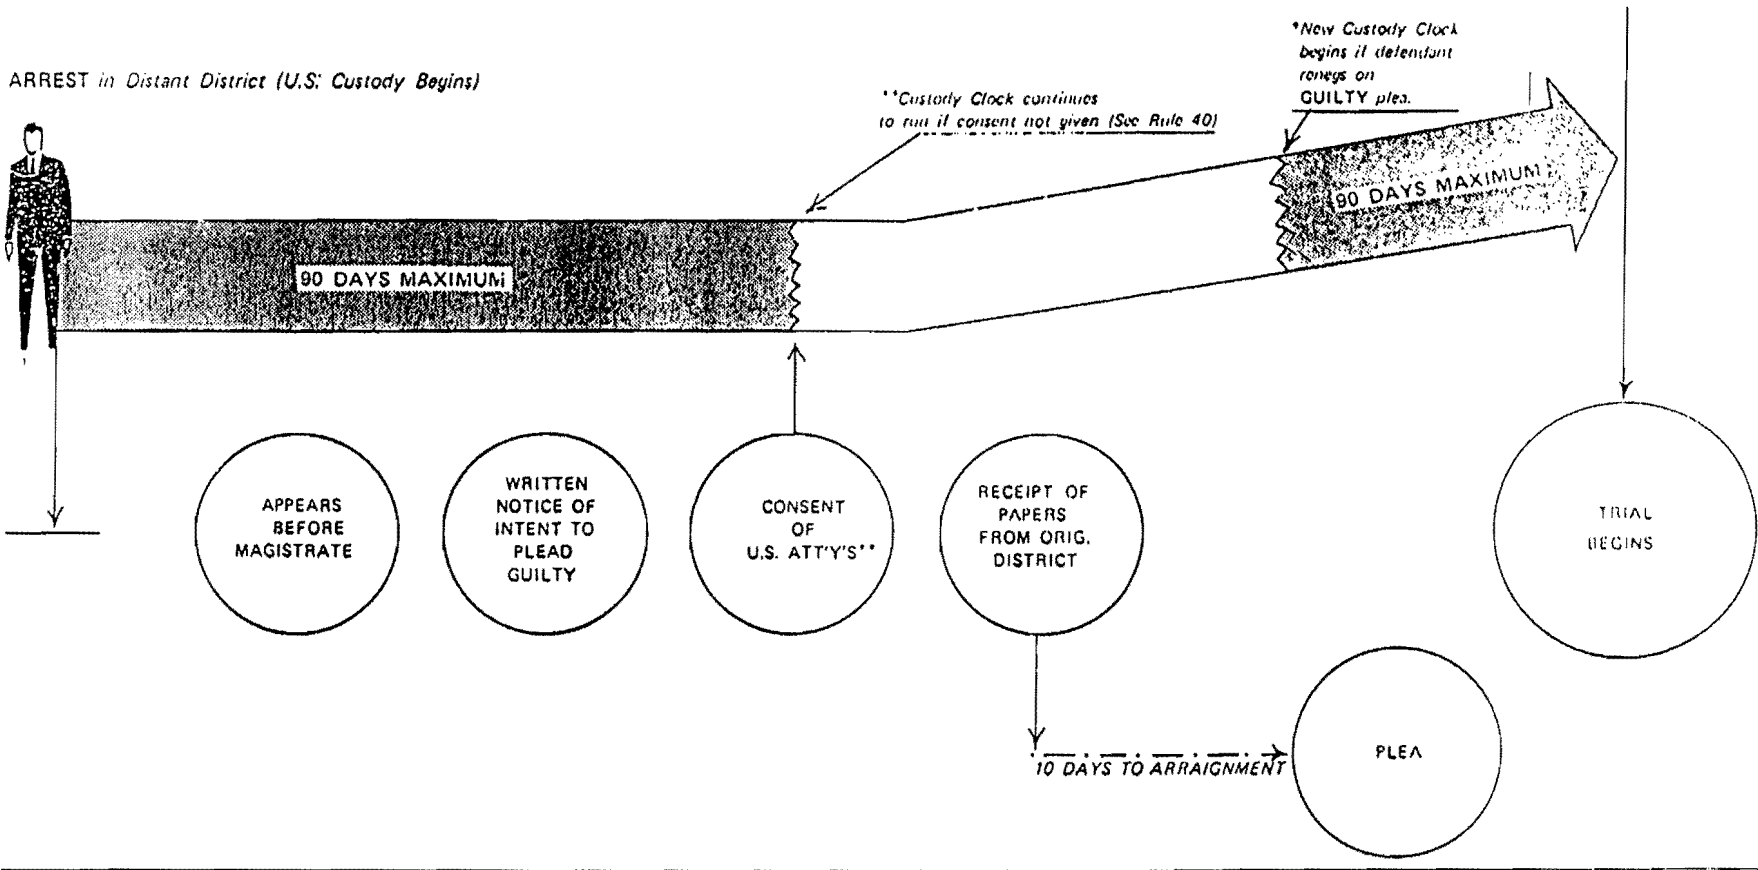 ARREST in Distant District (U.S. Custody Begins)
*New Custody Clock
begins if defendant
renegs on
GUILTY plea.
**Custody Clock continues
to run if consent not given (See Rule 40)
90 DAYS MAXIMUM
90 DAYS MAXIMUM
APPEARS
BEFORE
MAGISTRATE
WRITTEN
NOTICE OF
INTENT TO
PLEAD
GUILTY
CONSENT
OF
U.S. ATT'Y'S**
RECEIPT OF
PAPERS
FROM ORIG.
DISTRICT
TRIAL
BEGINS
10 DAYS TO ARRAIGNMENT
PLEA